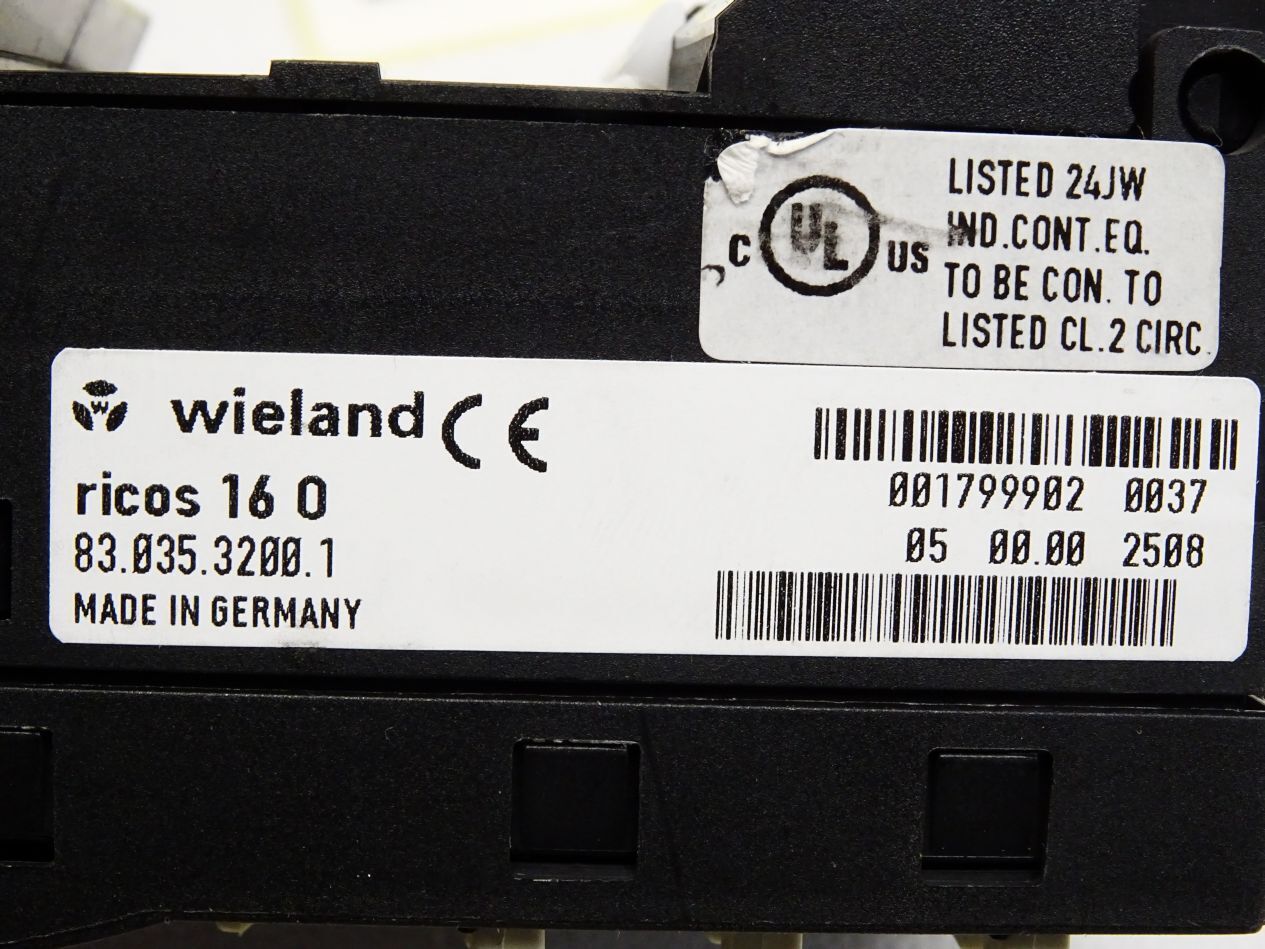 LISTED 24JW
C UL US IND.CONT.EQ.
TO BE CON. TO
LISTED CL.2 CIRC.
W wieland CE
ricos 16 O
83.035.3200.1
MADE IN GERMANY
001799902 0037
05 00.00 2508